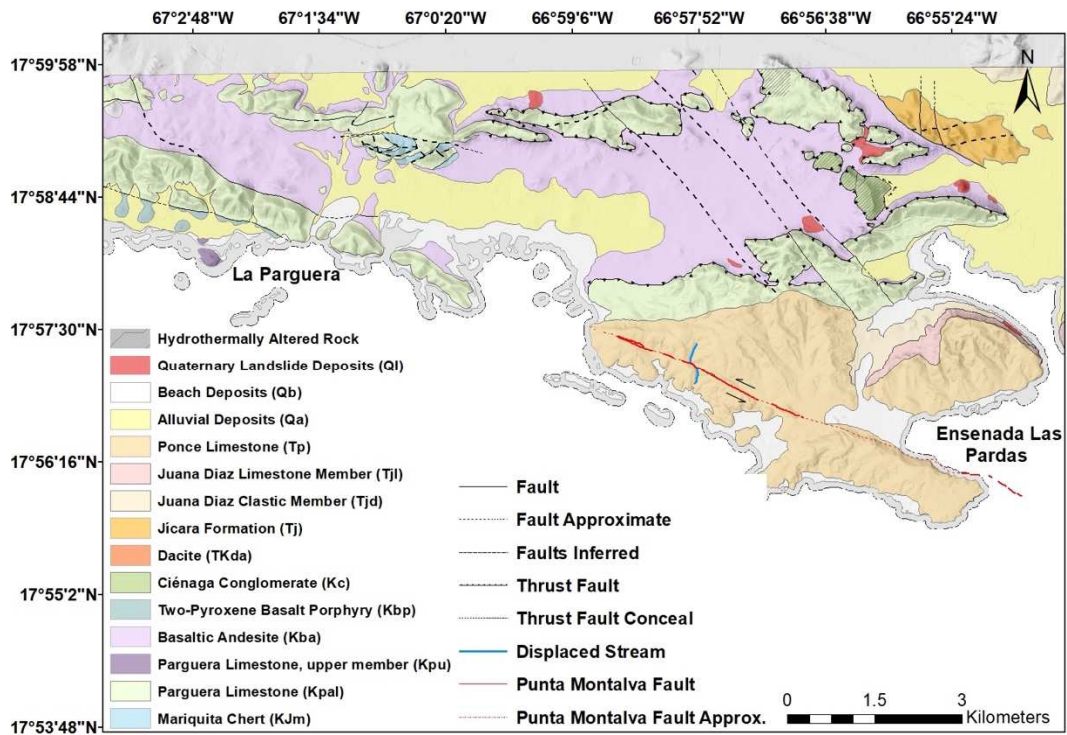 67°2'48"W 67°1'34"W 67°0'20"W 66°59'6"W 66°57'52"W 66°56'38"W 66°55'24"W
17°59'58"N
N
17°58'44"N
La Parguera
17°57'30"N
17°56'16"N
Ensenada Las
Pardas
17°55'2"N
17°53'48"N
Hydrothermally Altered Rock
Quaternary Landslide Deposits (Ql)
Beach Deposits (Qb)
Alluvial Deposits (Qa)
Ponce Limestone (Tp)
Juana Diaz Limestone Member (Tjl)
Juana Diaz Clastic Member (Tjd)
Jícara Formation (Tj)
Dacite (TKda)
Ciénaga Conglomerate (Kc)
Two-Pyroxene Basalt Porphyry (Kbp)
Basaltic Andesite (Kba)
Parguera Limestone, upper member (Kpu)
Parguera Limestone (Kpal)
Mariquita Chert (KJm)
Fault
Fault Approximate
Faults Inferred
Thrust Fault
Thrust Fault Conceal
Displaced Stream
Punta Montalva Fault
Punta Montalva Fault Approx.
0 1.5 3
Kilometers